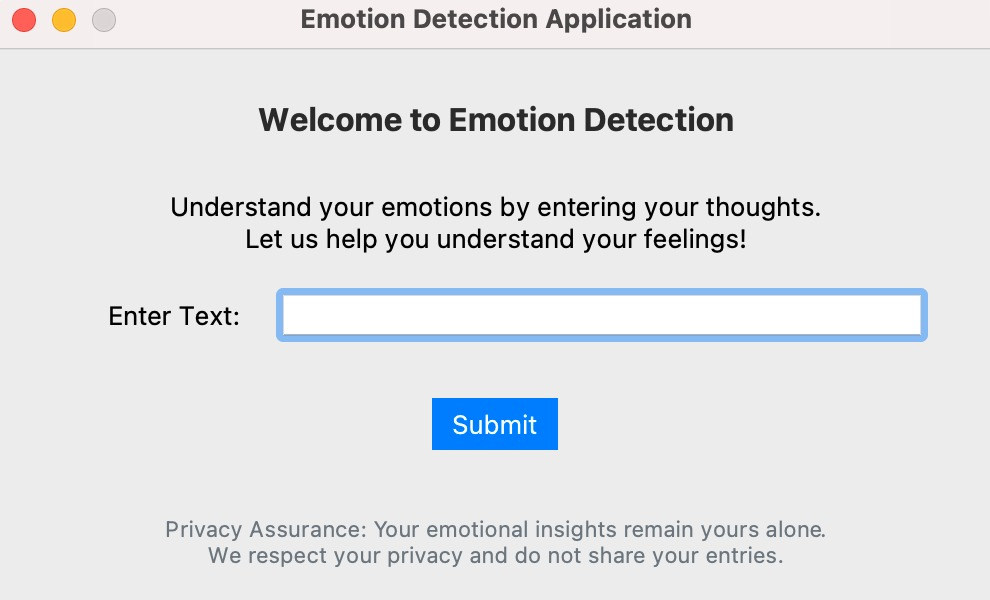 Emotion Detection Application
Welcome to Emotion Detection
Understand your emotions by entering your thoughts.
Let us help you understand your feelings!
Enter Text:
Submit
Privacy Assurance: Your emotional insights remain yours alone.
We respect your privacy and do not share your entries.